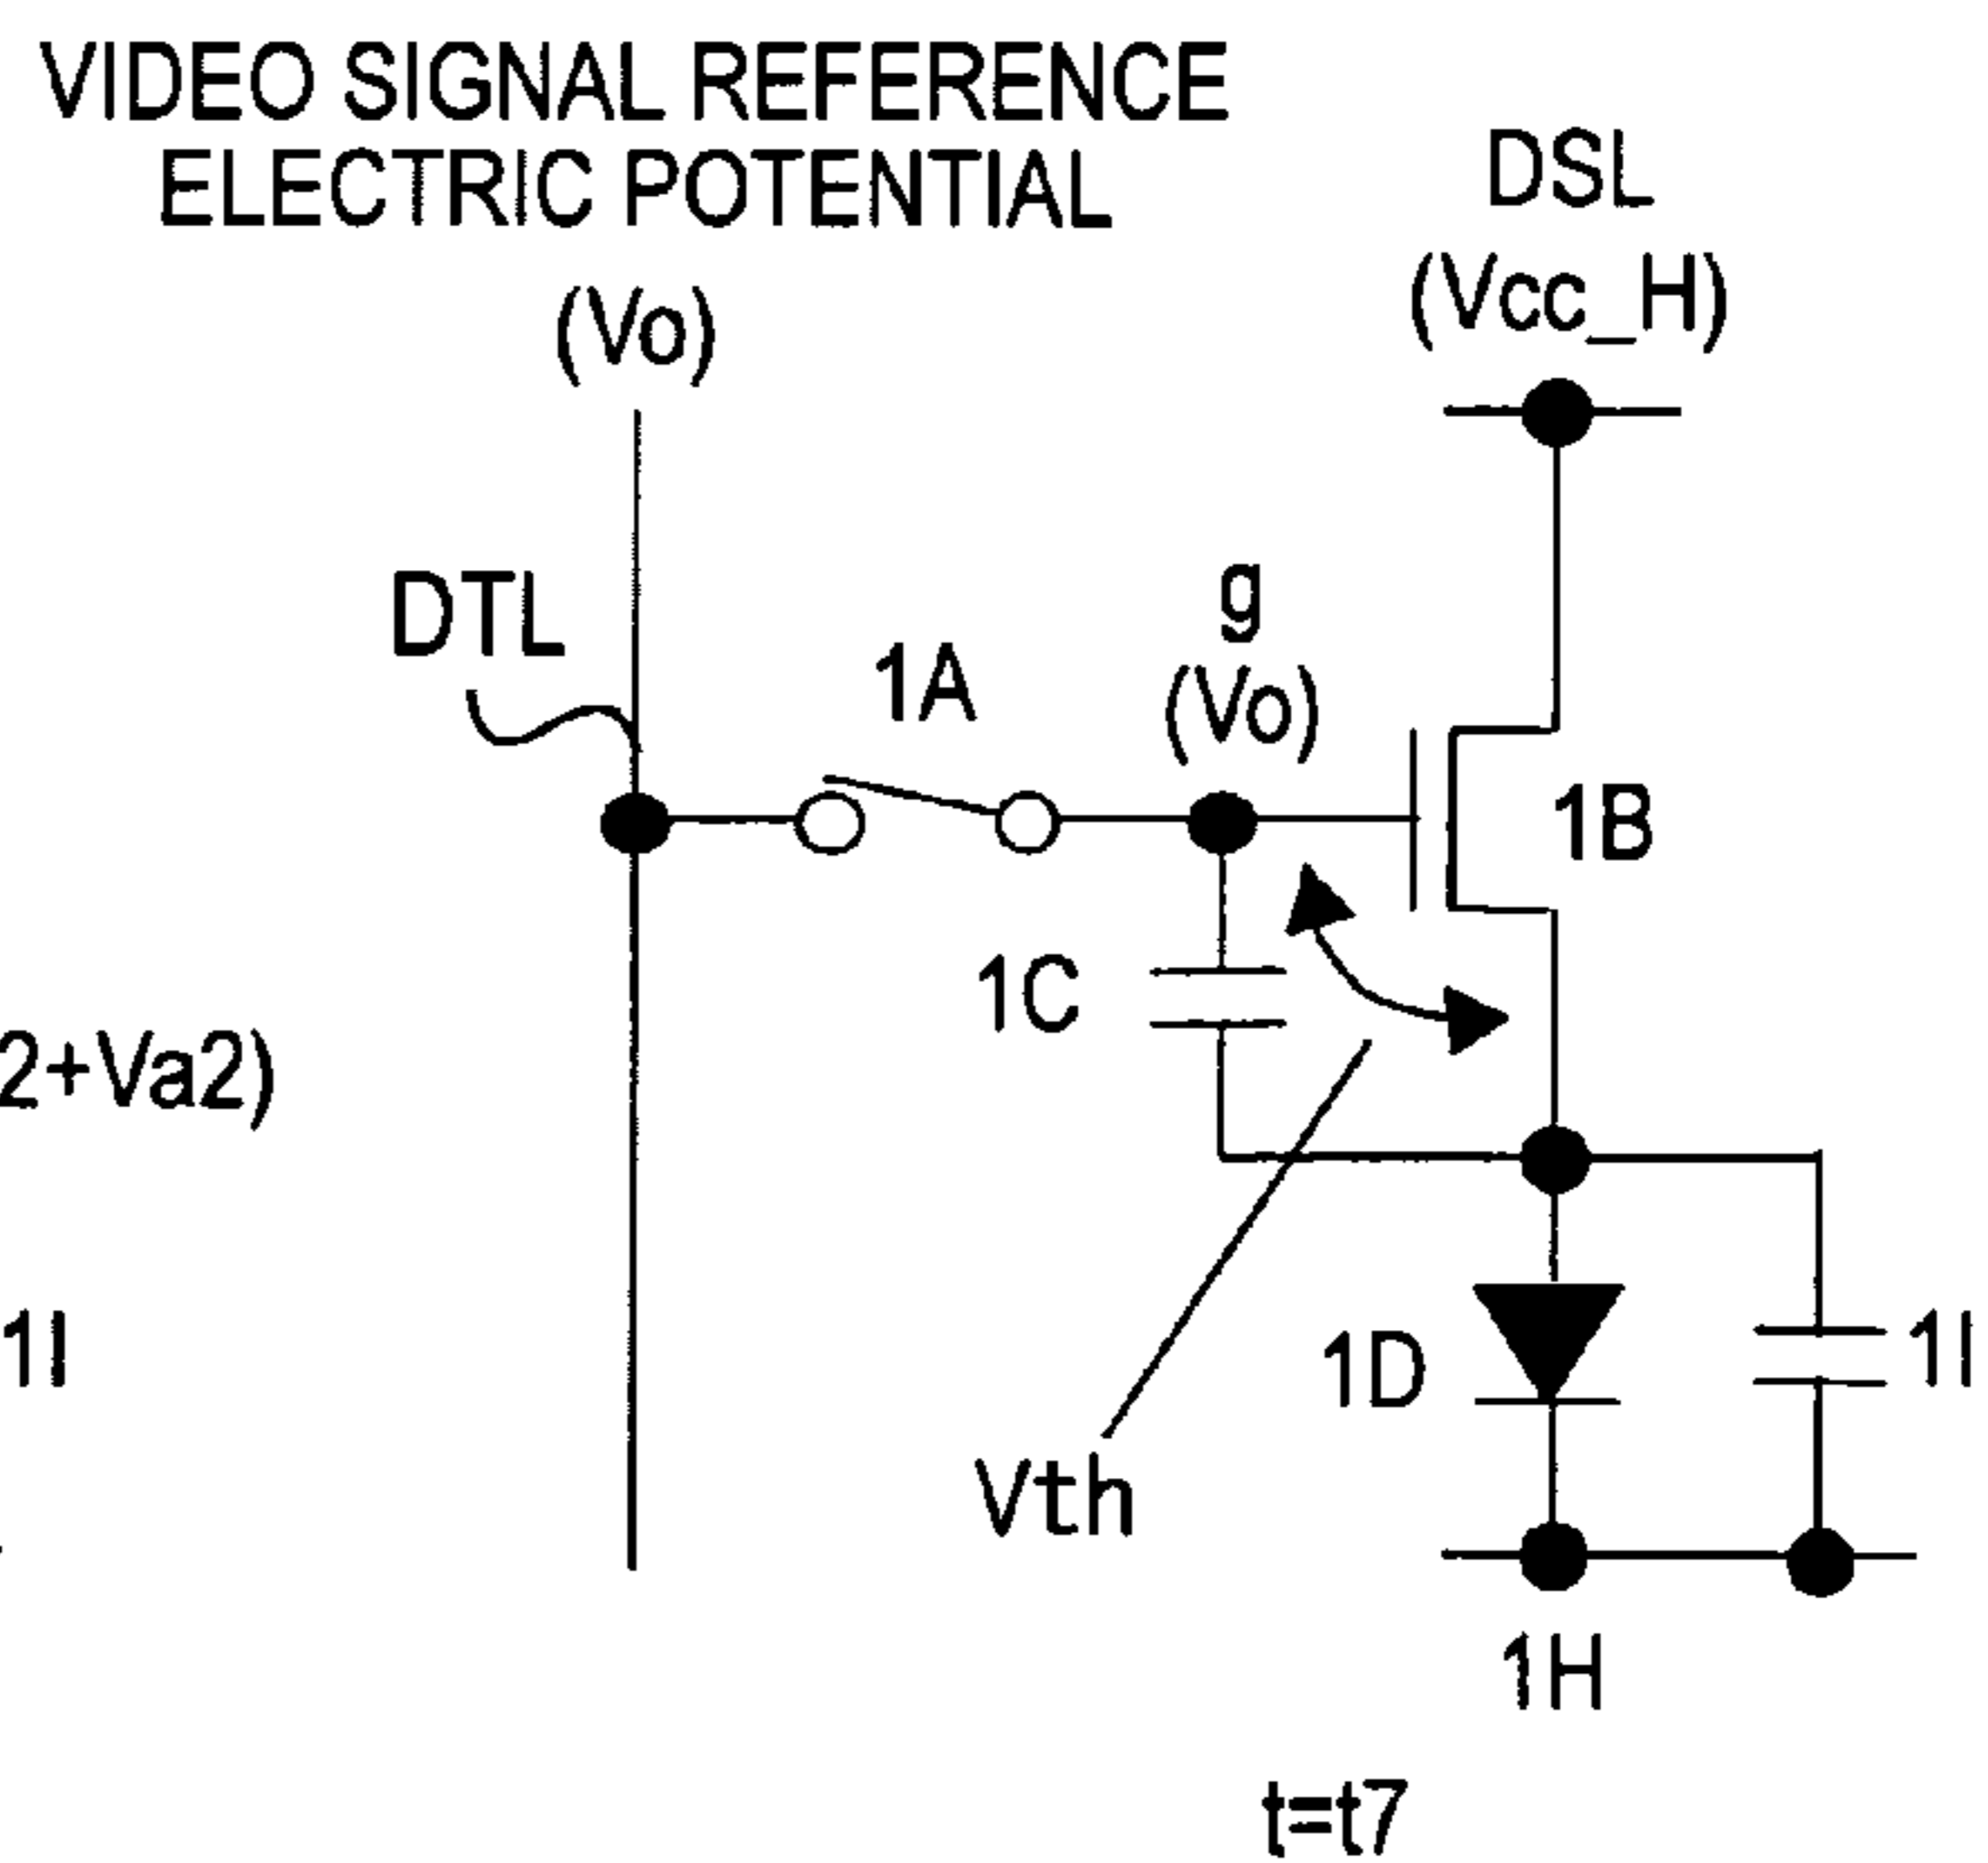 VIDEO SIGNAL REFERENCE
ELECTRIC POTENTIAL
(Vo)
DSL
(Vcc_H)
DTL
1A
g
(Vo)
1B
1C
2+Va2)
1I
1D
1I
Vth
1H
t=t7